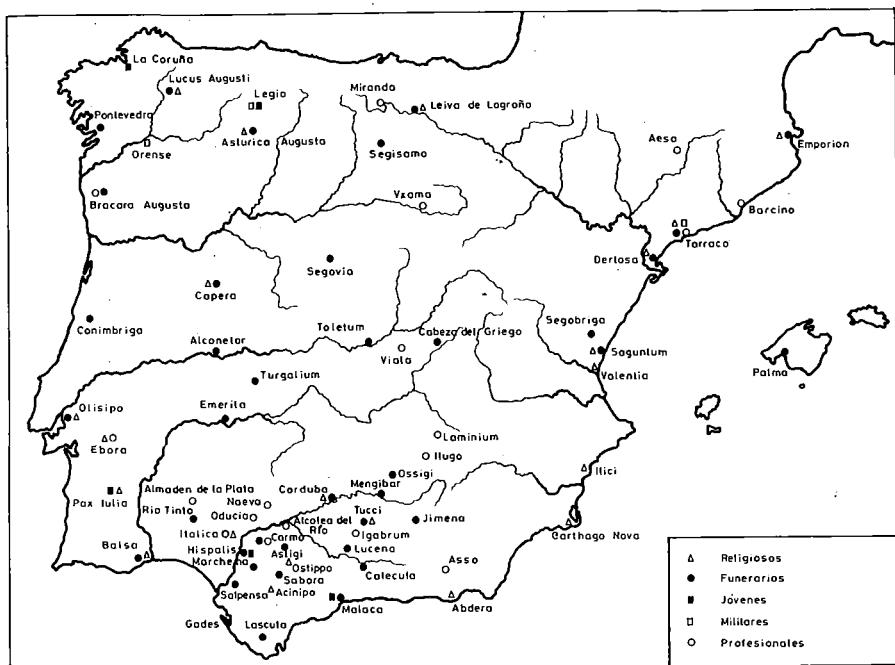 La Coruña
Lucus Augusti
Legio
Miranda
Leiva de Logroño
Pontevedra
Orense
Asturica Augusta
Segisamo
Aeso
Emporion
Bracara Augusta
Vxama
Barcino
Tarraco
Segovia
Dertosa
Capera
Conimbriga
Toletum
Cabeza del Griego
Segobriga
Alconetar
Viala
Saguntum
Valentia
Palma
Turgalium
Olisipo
Emerita
Ebora
Laminium
Ilugo
Ossigi
Ilici
Pax Iulia
Almaden de la Plata
Naeva
Corduba
Mengibar
Rio Tinto
Oducia
Tucci
Jimena
Alcolea del
Rio
Igabrum
Carthago Nova
Italica
Carmo
Hispalis
Astigi
Lucena
Balsa
Marchena
Ostippo
Calecula
Asso
Sabora
Salpensa
Acinipo
Malaca
Abdera
Gades
Lascuta
Religiosos
Funerarios
Jóvenes
Militares
Profesionales